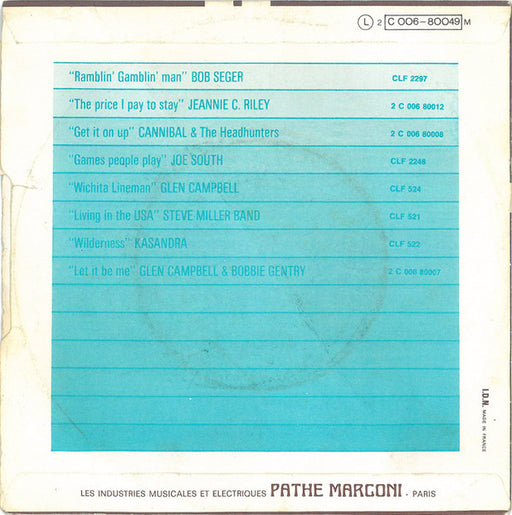 Ⓛ 2 C 006-80049 M
"Ramblin' Gamblin' man" BOB SEGER CLF 2297
"The price I pay to stay" JEANNIE C. RILEY 2 C 006 80012
"Get it on up" CANNIBAL & The Headhunters 2 C 006 80008
"Games people play" JOE SOUTH CLF 2248
"Wichita Lineman" GLEN CAMPBELL CLF 524
"Living in the USA" STEVE MILLER BAND CLF 521
"Wilderness" KASANDRA CLF 522
"Let it be me" GLEN CAMPBELL & BOBBIE GENTRY 2 C 006 80007
I.D.N. MADE IN FRANCE
LES INDUSTRIES MUSICALES ET ELECTRIQUES PATHE MARCONI - PARIS